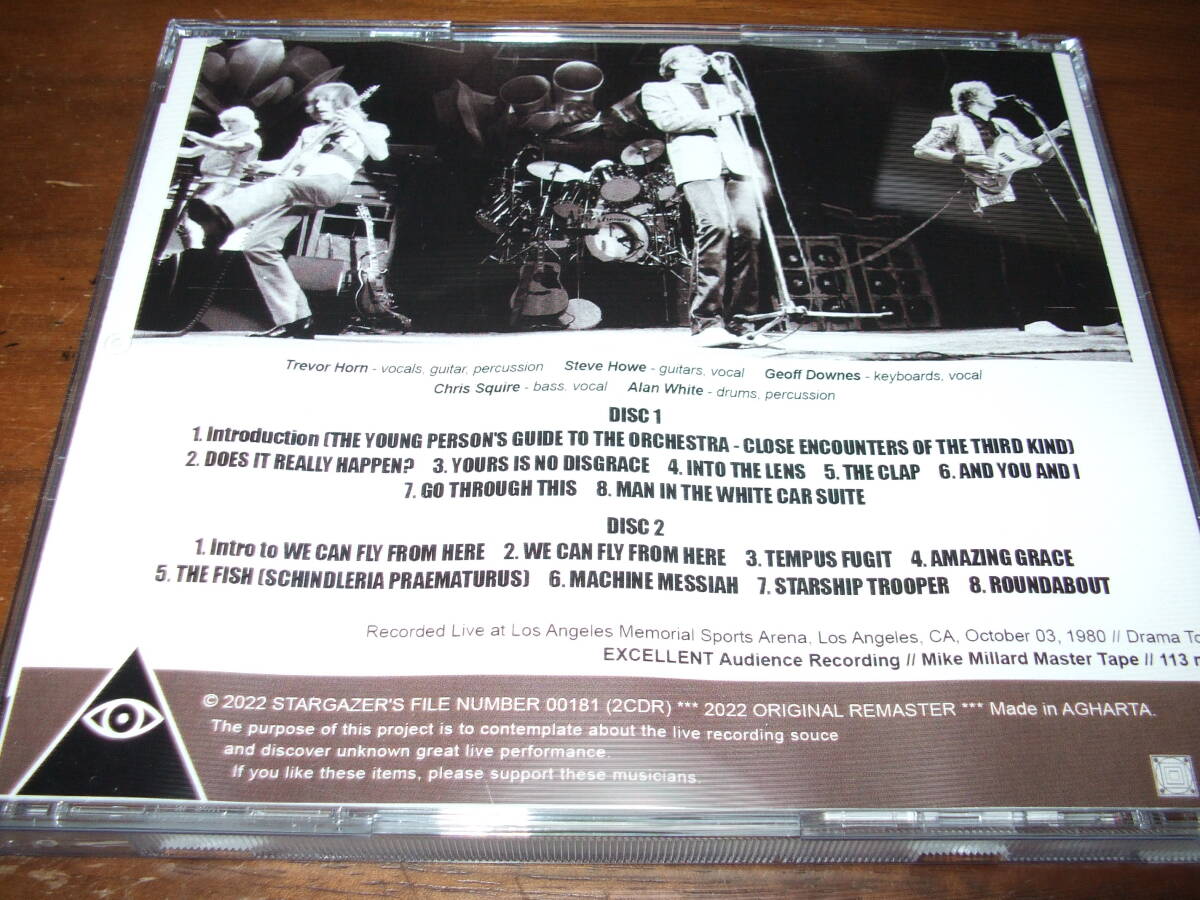 Trevor Horn - vocals, guitar, percussion Steve Howe - guitars, vocal Geoff Downes - keyboards, vocal
Chris Squire - bass. vocal Alan White - drums, percussion
DISC 1
1. Introduction (THE YOUNG PERSON'S GUIDE TO THE ORCHESTRA - CLOSE ENCOUNTERS OF THE THIRD KIND)
2. DOES IT REALLY HAPPEN? 3. YOURS IS NO DISGRACE 4. INTO THE LENS 5. THE CLAP 6. AND YOU AND I
7. GO THROUGH THIS 8. MAN IN THE WHITE CAR SUITE
DISC 2
1. Intro to WE CAN FLY FROM HERE 2. WE CAN FLY FROM HERE 3. TEMPUS FUGIT 4. AMAZING GRACE
5. THE FISH (SCHINDLERIA PRAEMATURUS) 6. MACHINE MESSIAH 7. STARSHIP TROOPER 8. ROUNDABOUT
Recorded Live at Los Angeles Memorial Sports Arena, Los Angeles, CA, October 03, 1980 // Drama To
EXCELLENT Audience Recording // Mike Millard Master Tape // 113 m
© 2022 STARGAZER'S FILE NUMBER 00181 (2CDR) *** 2022 ORIGINAL REMASTER *** Made in AGHARTA.
The purpose of this project is to contemplate about the live recording souce
and discover unknown great live performance.
If you like these items, please support these musicians.